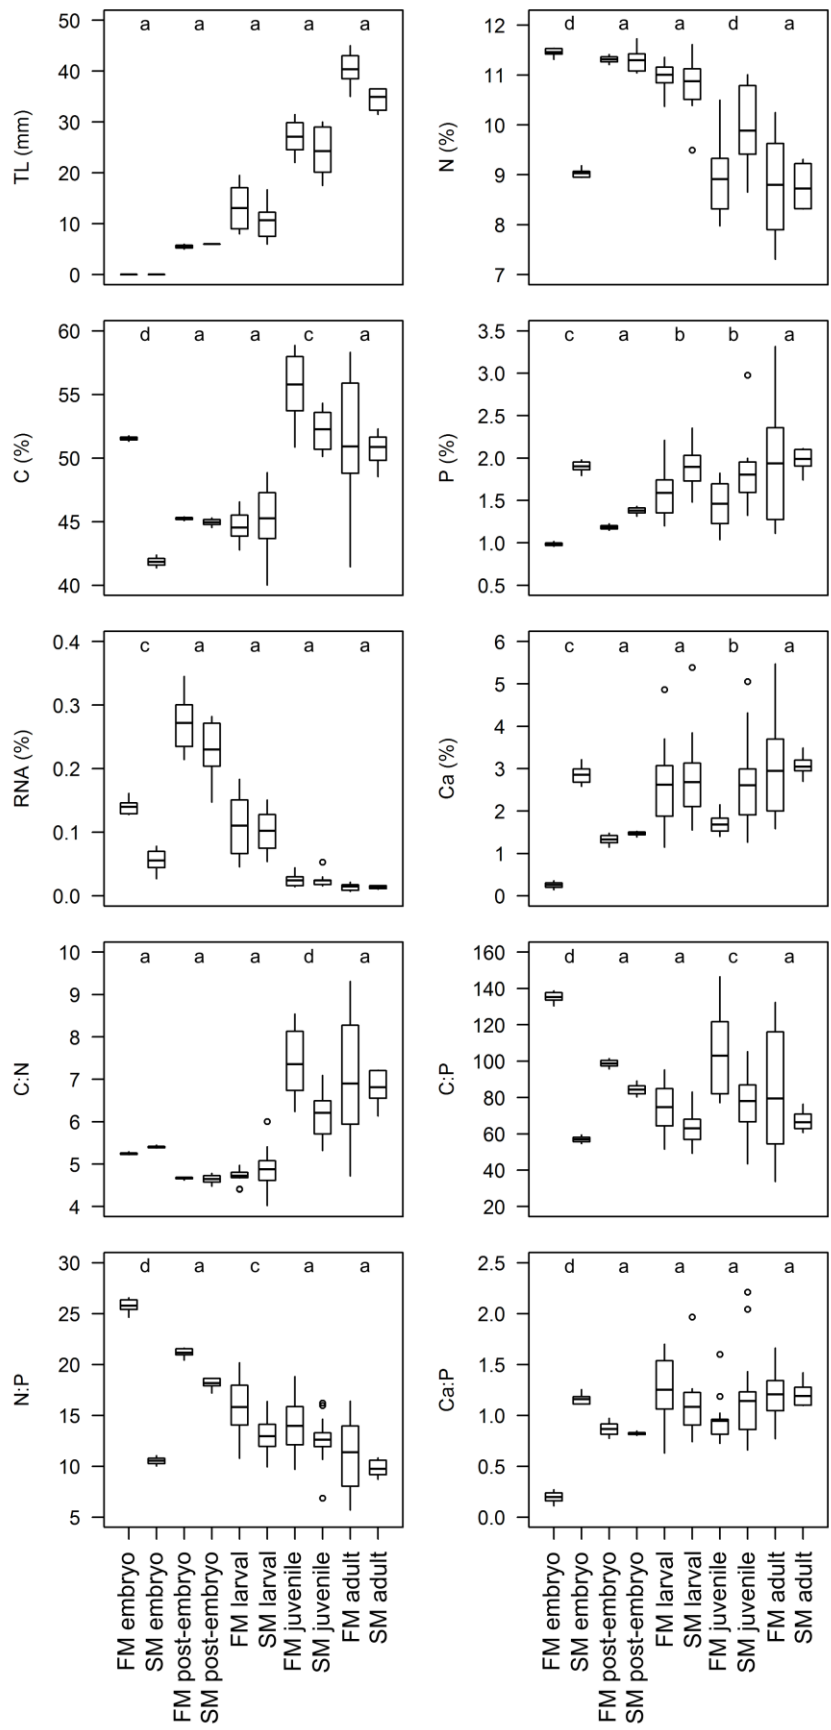 TL (mm)
50
40
30
20
10
0
a a a a a
N (%)
12
11
10
9
8
7
d a a d a
C (%)
60
55
50
45
40
d a a c a
P (%)
3.5
3.0
2.5
2.0
1.5
1.0
0.5
c a b b a
RNA (%)
0.4
0.3
0.2
0.1
0.0
c a a a a
Ca (%)
6
5
4
3
2
1
0
c a a b a
C:N
10
9
8
7
6
5
4
a a a d a
C:P
160
140
120
100
80
60
40
20
d a a c a
N:P
30
25
20
15
10
5
d a c a a
Ca:P
2.5
2.0
1.5
1.0
0.5
0.0
d a a a a
FM embryo
SM embryo
FM post-embryo
SM post-embryo
FM larval
SM larval
FM juvenile
SM juvenile
FM adult
SM adult
FM embryo
SM embryo
FM post-embryo
SM post-embryo
FM larval
SM larval
FM juvenile
SM juvenile
FM adult
SM adult